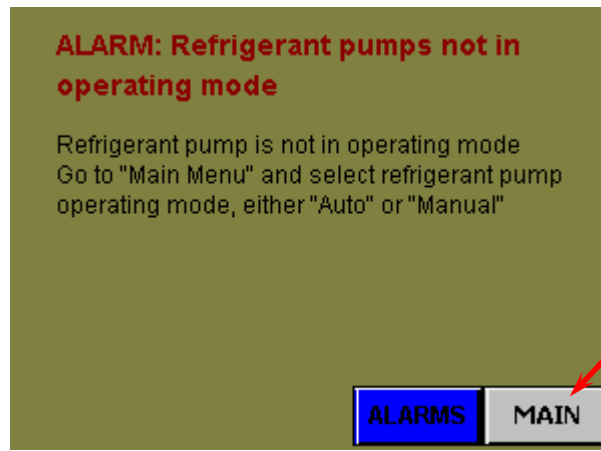 ALARM: Refrigerant pumps not in
operating mode
Refrigerant pump is not in operating mode
Go to "Main Menu" and select refrigerant pump
operating mode, either "Auto" or "Manual"
ALARMS MAIN